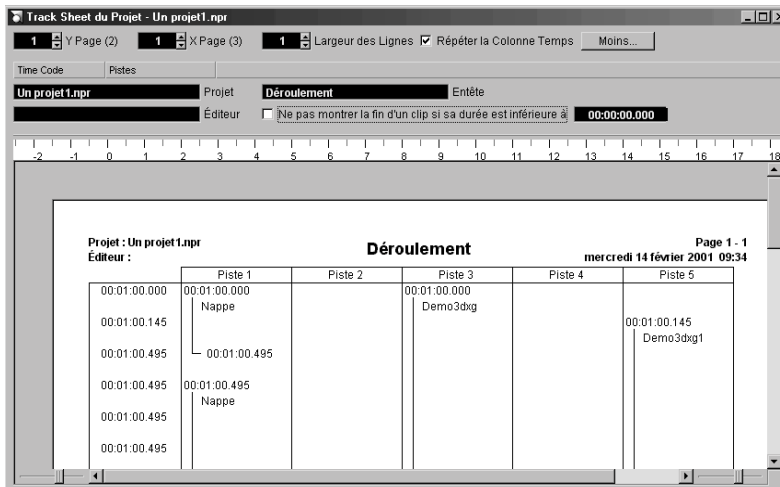 Track Sheet du Projet - Un projet1.npr
1 Y Page (2) 1 X Page (3) 1 Largeur des Lignes Répéter la Colonne Temps Moins...
Time Code Pistes
Un projet1.npr Projet Déroulement Entête
Éditeur Ne pas montrer la fin d'un clip si sa durée est inférieure à 00:00:00.000
-2 -1 0 1 2 3 4 5 6 7 8 9 10 11 12 13 14 15 16 17 18
Projet : Un projet1.npr Déroulement Page 1 - 1
Éditeur : mercredi 14 février 2001 09:34
Piste 1 Piste 2 Piste 3 Piste 4 Piste 5
00:01:00.000 00:01:00.000 00:01:00.000
Nappe Demo3dxg
00:01:00.145 00:01:00.145
Demo3dxg1
00:01:00.495 00:01:00.495
00:01:00.495 00:01:00.495
Nappe
00:01:00.495
00:01:00.495